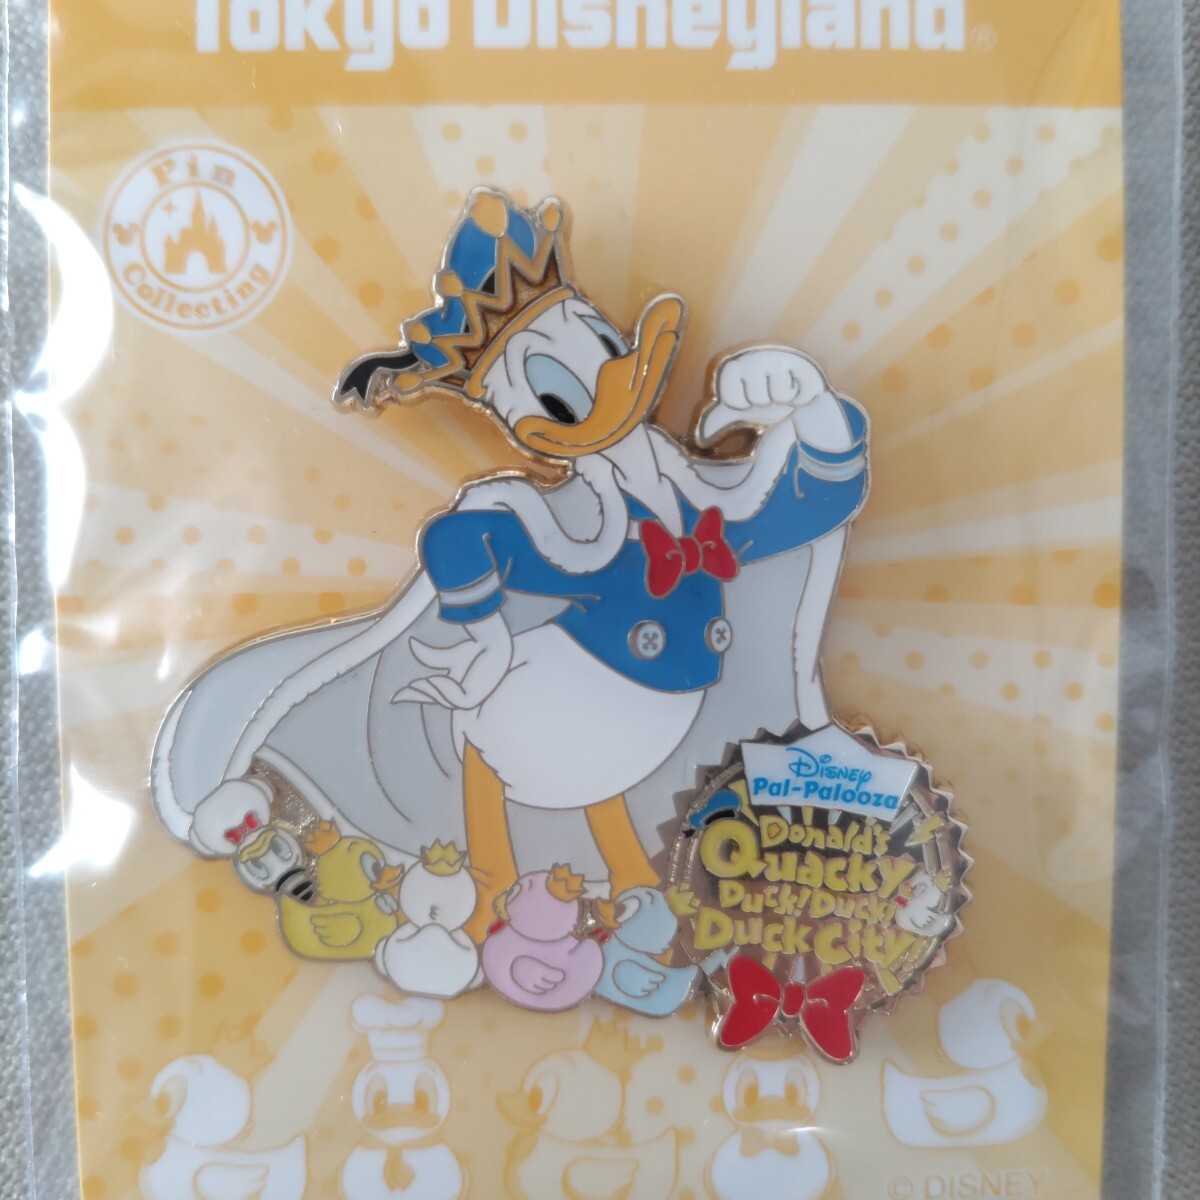 Tokyo Disneyland®
Pin
Collecting
Disney
Pal-Palooza
Donald's
Quacky
Duck! Duck!
Duck City!!
© DISNEY